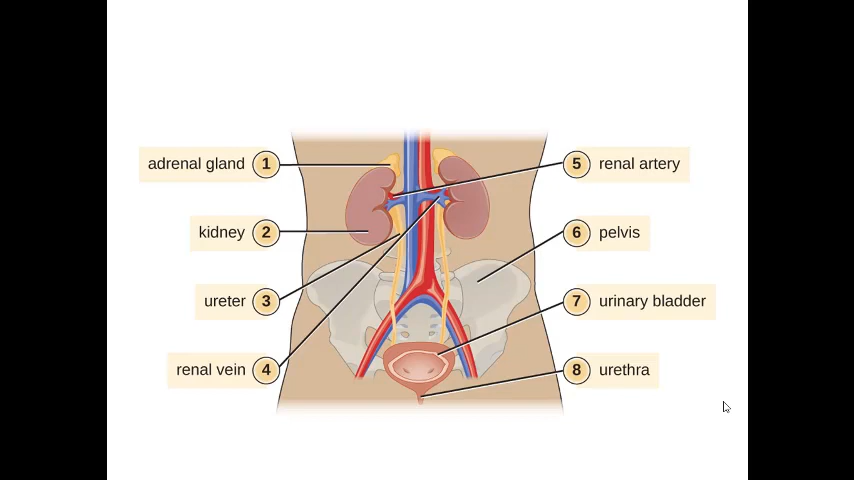 adrenal gland 1
kidney 2
ureter 3
renal vein 4
5 renal artery
6 pelvis
7 urinary bladder
8 urethra